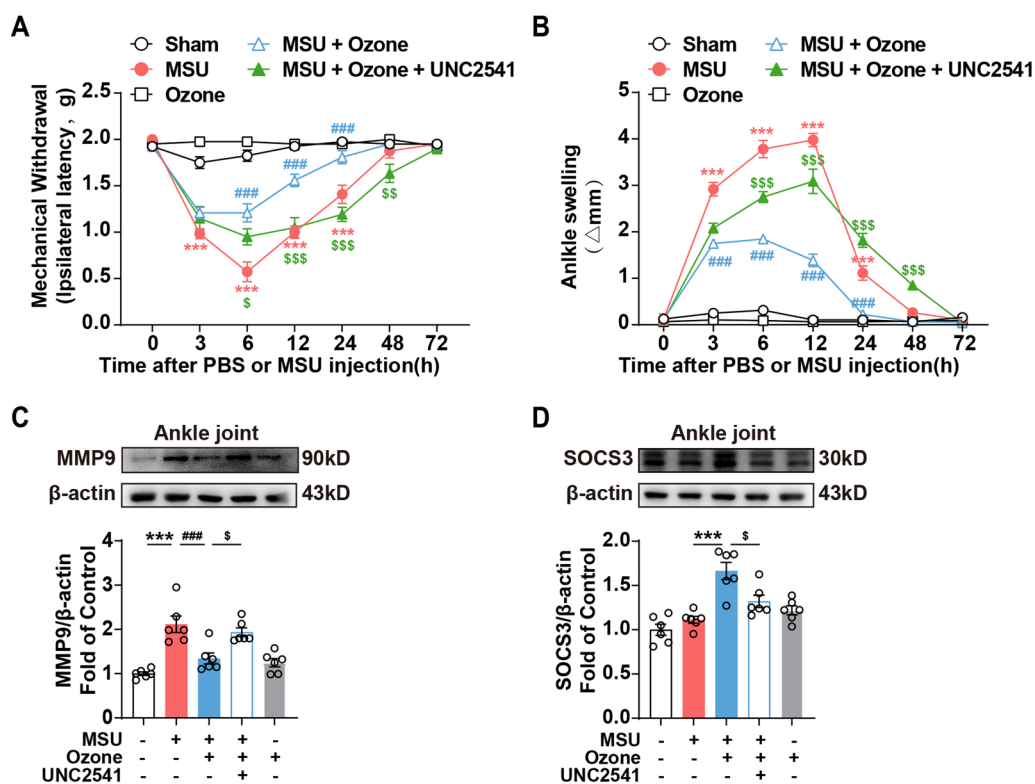 A
Sham
MSU
Ozone
MSU + Ozone
MSU + Ozone + UNC2541
Mechanical Withdrawal
(Ipsilateral latency, g)
2.5
2.0
1.5
1.0
0.5
0.0
###
###
###
***
***
$
***
$$$
***
$$$
$$
0 3 6 12 24 48 72
Time after PBS or MSU injection(h)
B
Sham
MSU
Ozone
MSU + Ozone
MSU + Ozone + UNC2541
Ankle swelling
(△mm)
5
4
3
2
1
0
***
***
***
$$$
$$$
$$$
***
$$$
###
###
###
###
0 3 6 12 24 48 72
Time after PBS or MSU injection(h)
C
Ankle joint
MMP9 90kD
β-actin 43kD
MMP9/β-actin
Fold of Control
4
3
2
1
0
*** ### $
MSU - + + + -
Ozone - - + + +
UNC2541 - - - + -
D
Ankle joint
SOCS3 30kD
β-actin 43kD
SOCS3/β-actin
Fold of Control
2.0
1.5
1.0
0.5
0.0
*** $
MSU - + + + -
Ozone - - + + +
UNC2541 - - - + -